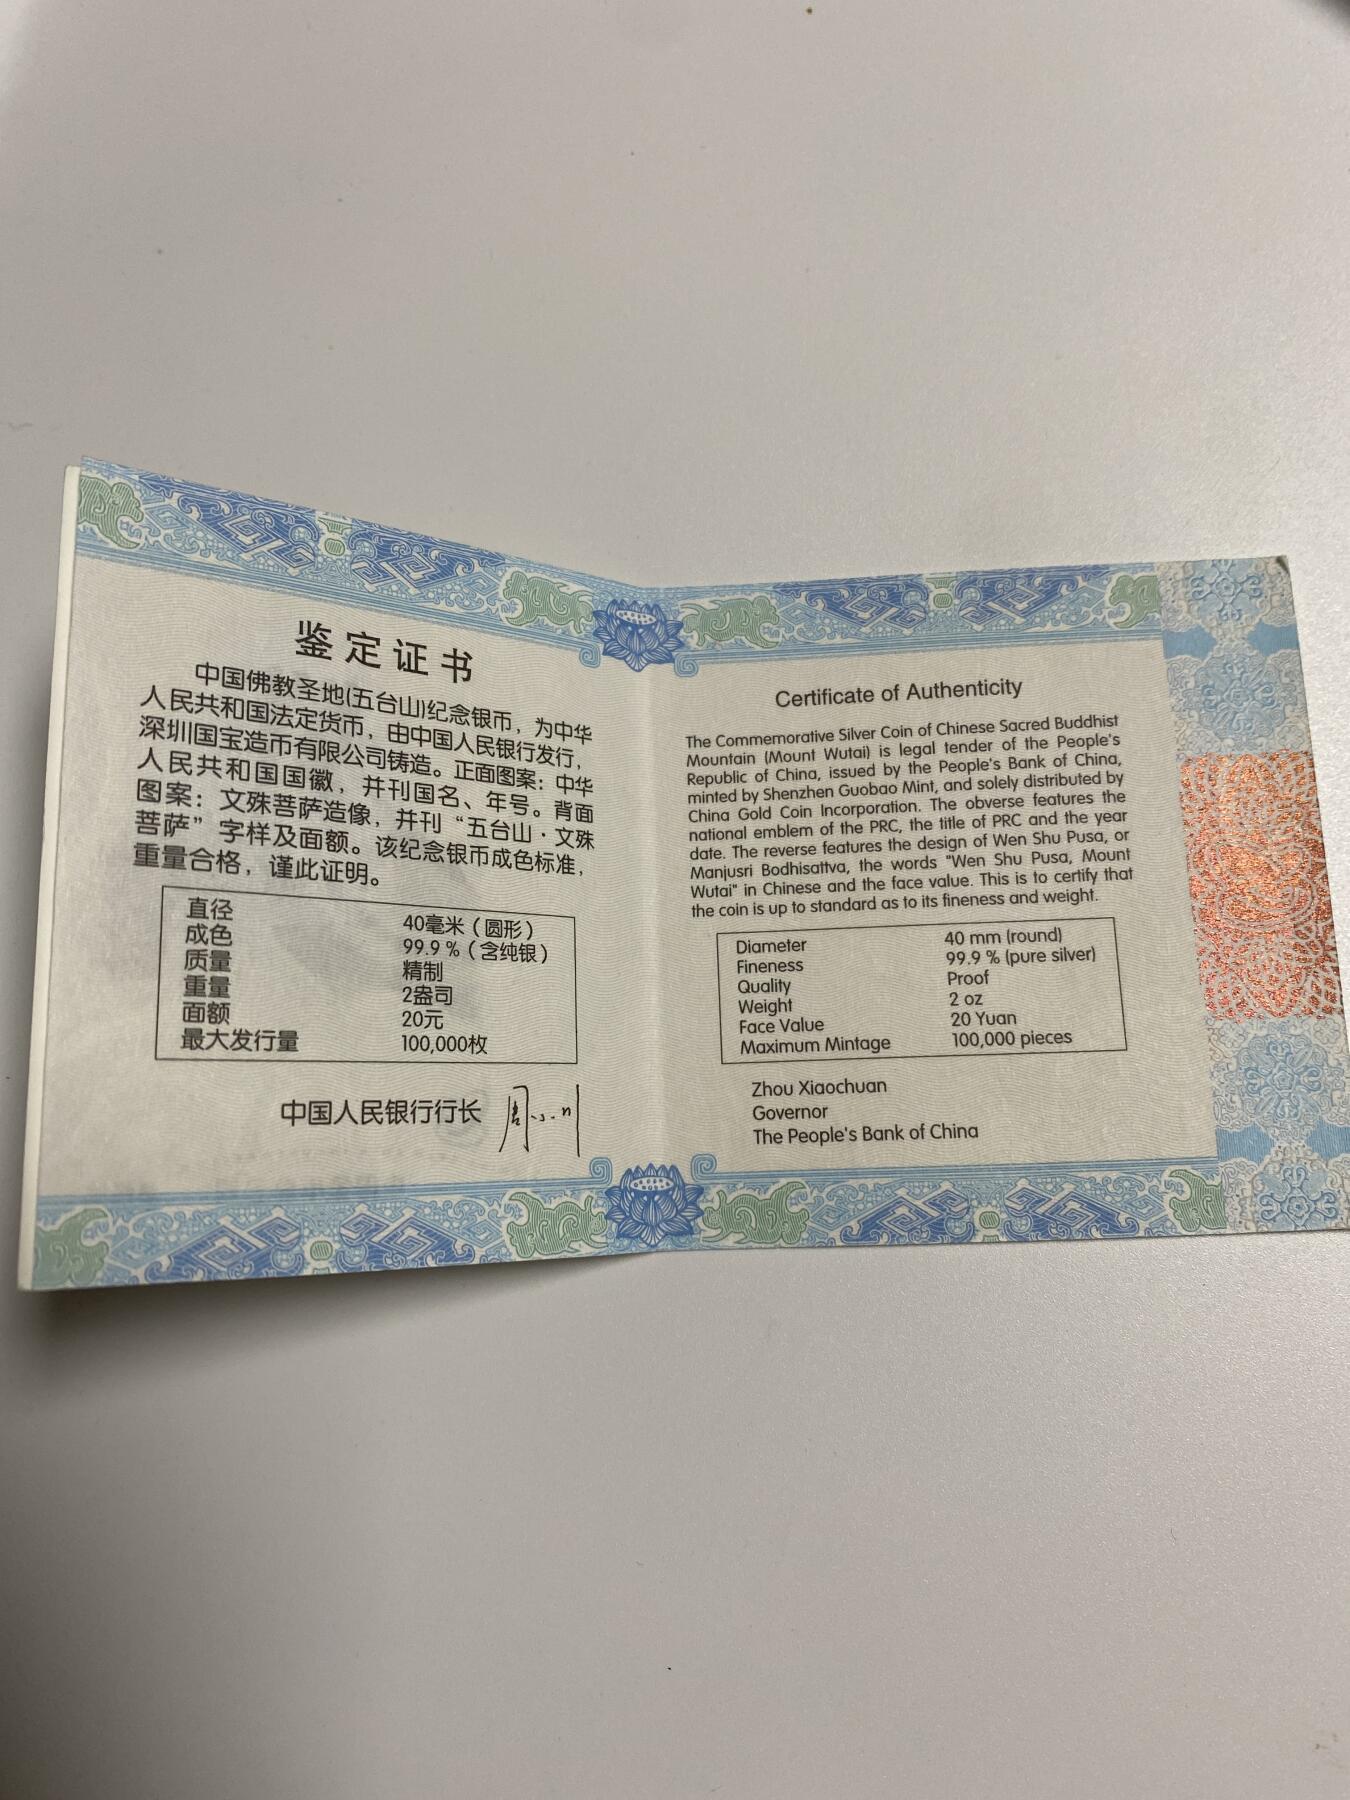 鉴定证书
中国佛教圣地(五台山)纪念银币，为中华
人民共和国法定货币，由中国人民银行发行，
深圳国宝造币有限公司铸造。正面图案：中华
人民共和国国徽，并刊国名、年号。背面
图案：文殊菩萨造像，并刊“五台山·文殊
菩萨”字样及面额。该纪念银币成色标准，
重量合格，谨此证明。
直径 40毫米（圆形）
成色 99.9％（含纯银）
质量 精制
重量 2盎司
面额 20元
最大发行量 100,000枚
中国人民银行行长 周小川
Certificate of Authenticity
The Commemorative Silver Coin of Chinese Sacred Buddhist
Mountain (Mount Wutai) is legal tender of the People's
Republic of China, issued by the People's Bank of China,
minted by Shenzhen Guobao Mint, and solely distributed by
China Gold Coin Incorporation. The obverse features the
national emblem of the PRC, the title of PRC and the year
date. The reverse features the design of Wen Shu Pusa, or
Manjusri Bodhisattva, the words "Wen Shu Pusa, Mount
Wutai" in Chinese and the face value. This is to certify that
the coin is up to standard as to its fineness and weight.
Diameter 40 mm (round)
Fineness 99.9 % (pure silver)
Quality Proof
Weight 2 oz
Face Value 20 Yuan
Maximum Mintage 100,000 pieces
Zhou Xiaochuan
Governor
The People's Bank of China